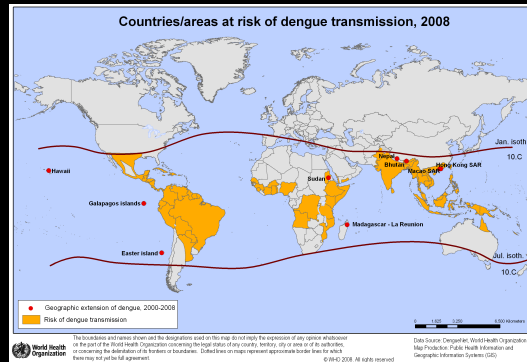 Countries/areas at risk of dengue transmission, 2008
Jan. isoth
10.C
Nepal
Bhutan
Hong Kong SAR
Macao SAR
Hawaii
Sudan
Galapagos islands
Madagascar - La Reunion
Easter island
Jul. isoth.
10.C
Geographic extension of dengue, 2000-2008
Risk of dengue transmission
World Health
Organization
The boundaries and names shown and the designations used on this map do not imply the expression of any opinion whatsoever
on the part of the World Health Organization concerning the legal status of any country, territory, city or area or of its authorities,
or concerning the delimitation of its frontiers or boundaries. Dotted lines on maps represent approximate border lines for which
there may not yet be full agreement.
© WHO 2008. All rights reserved
Data Source: DengueNet, World Health Organization
Map Production: Public Health Information and
Geographic Information Systems (GIS)